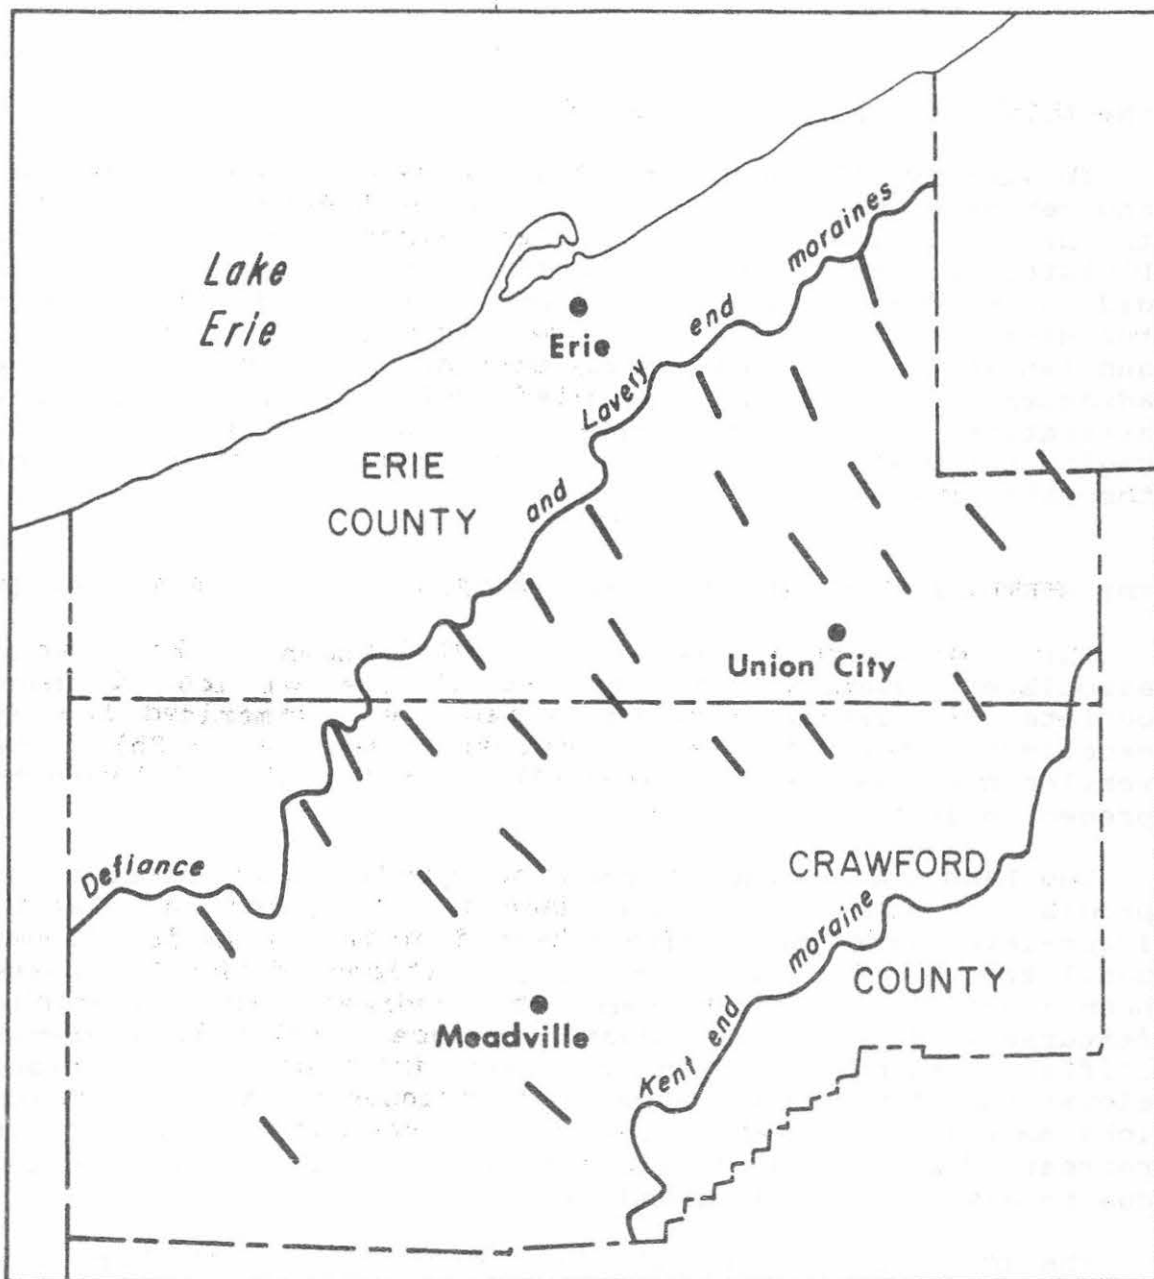 Lake
Erie
Erie
moraines
end
Lavery
and
Defiance
ERIE
COUNTY
Union City
CRAWFORD
COUNTY
Kent end moraine
Meadville